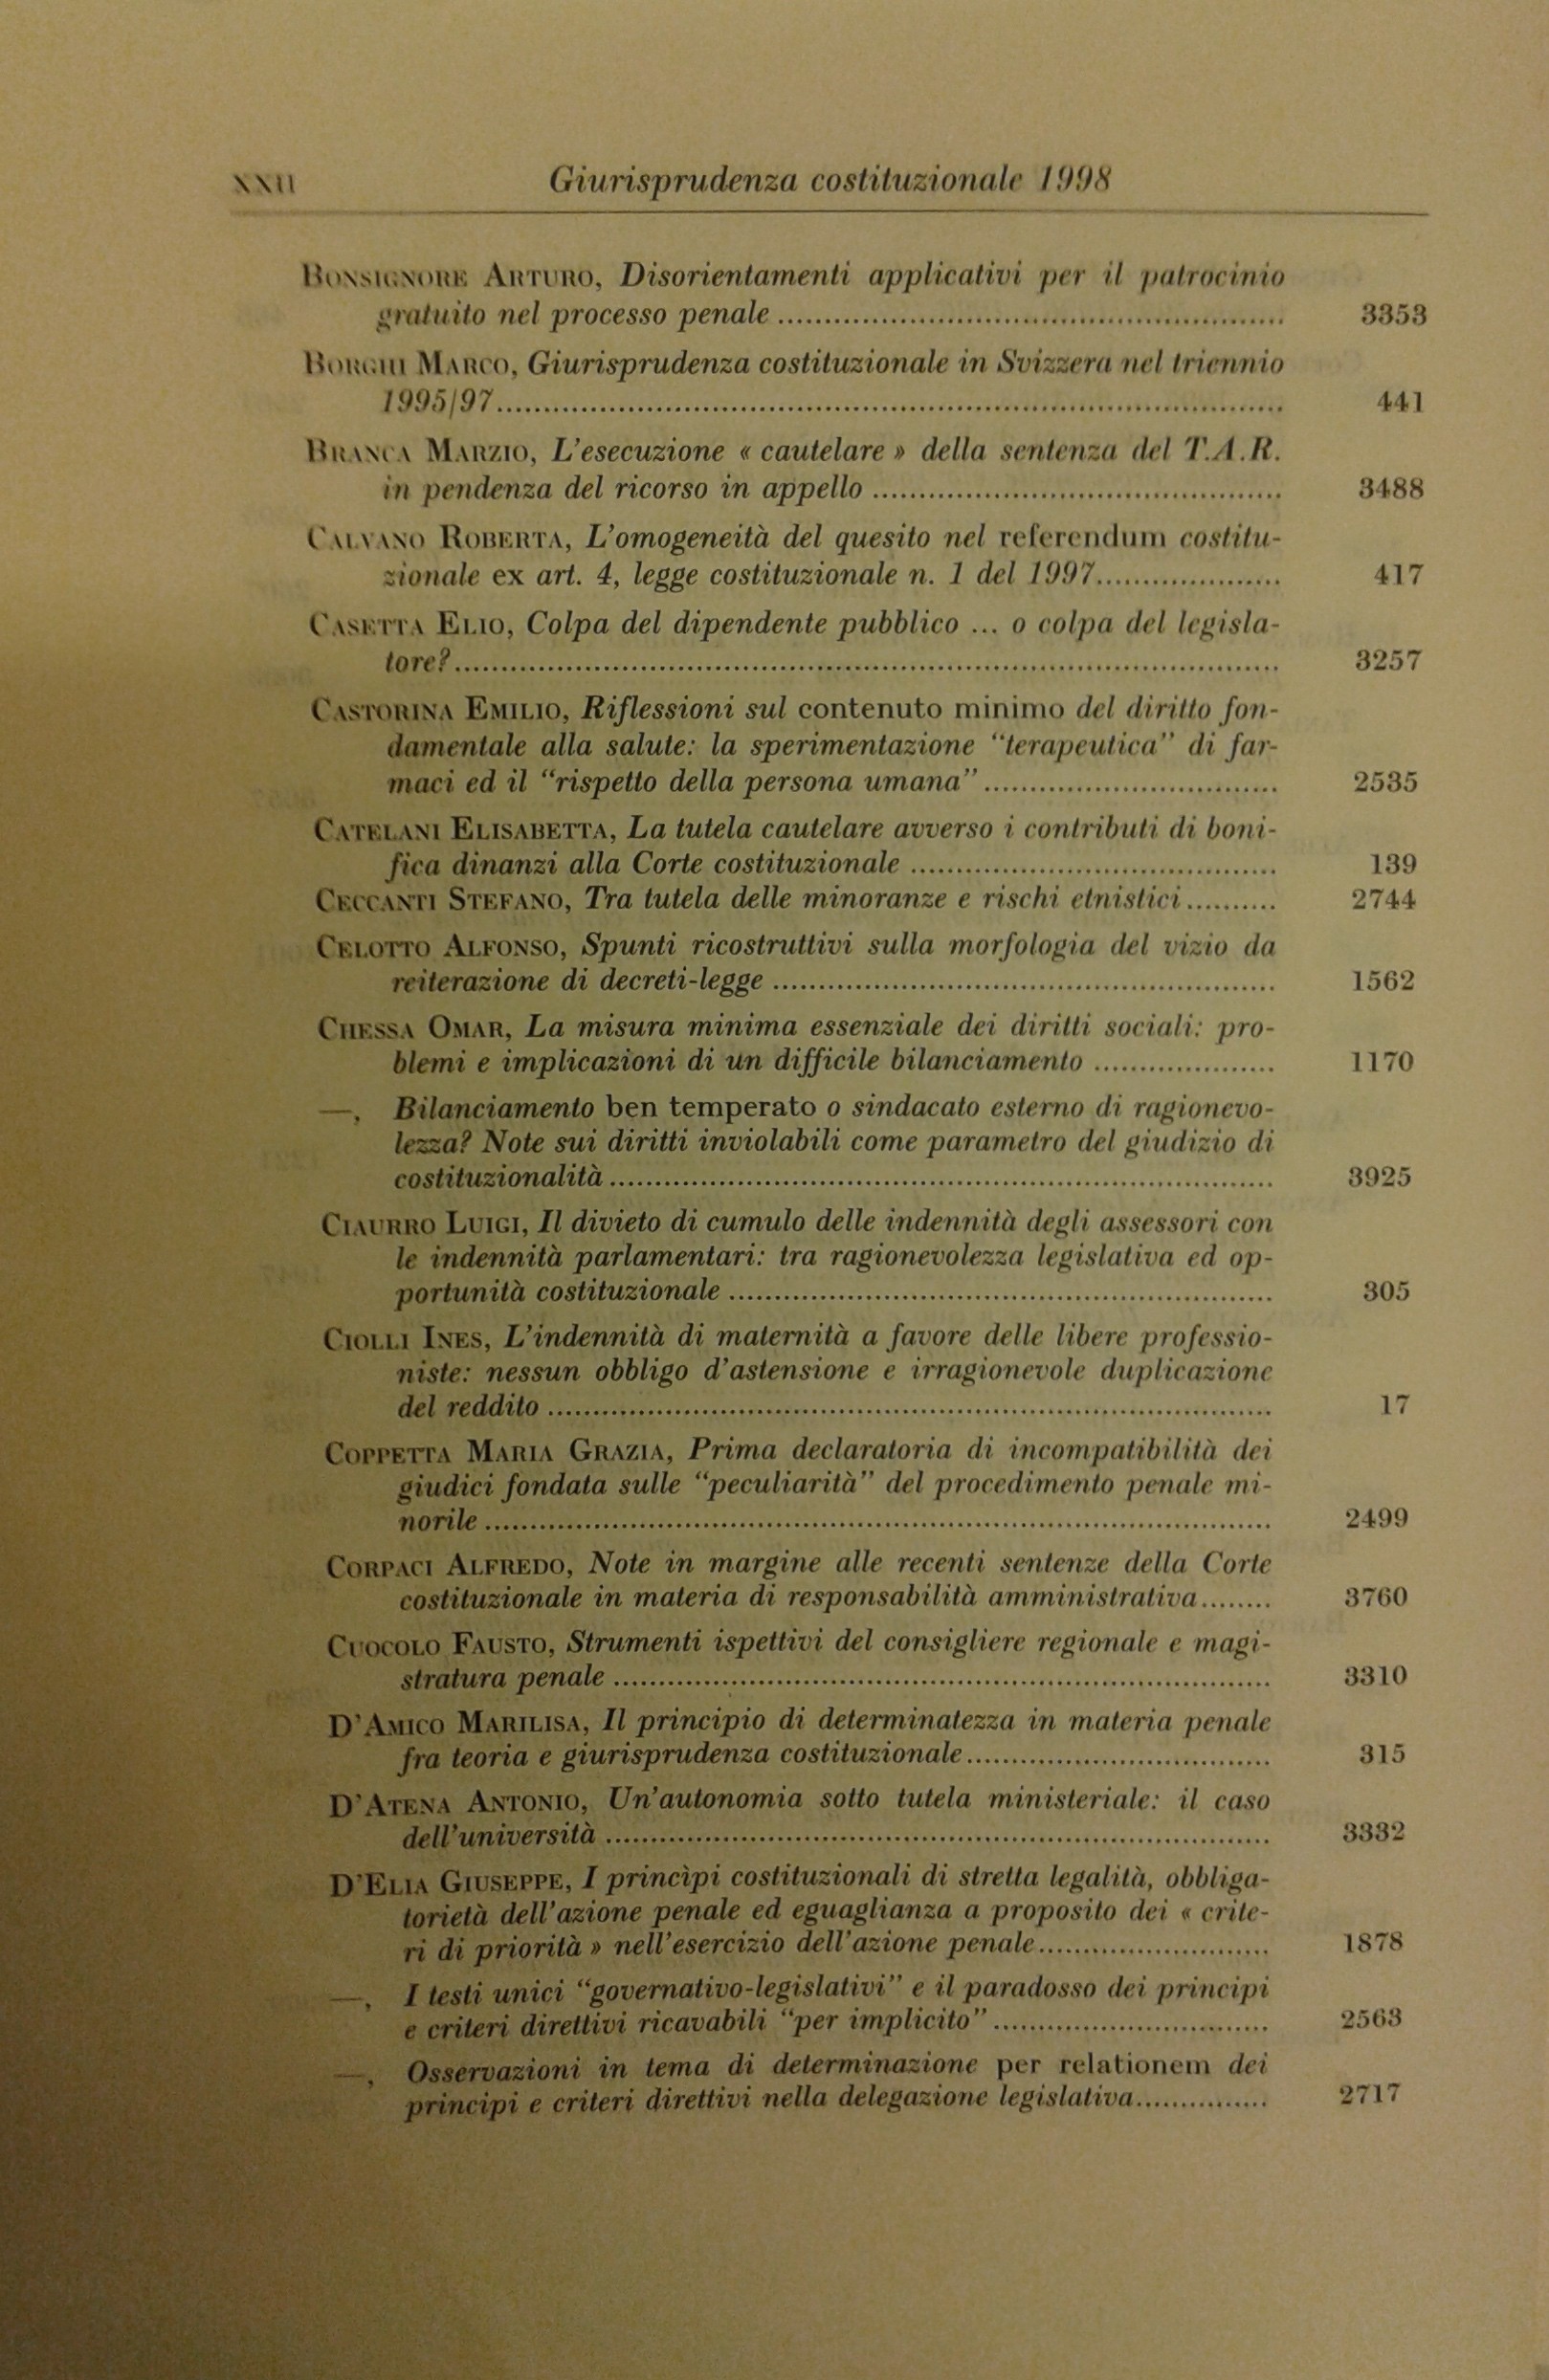 XXII Giurisprudenza costituzionale 1998
BONSIGNORE ARTURO, Disorientamenti applicativi per il patrocinio
gratuito nel processo penale ........ 3353
BORGHI MARCO, Giurisprudenza costituzionale in Svizzera nel triennio
1995/97 ........ 441
BRANCA MARZIO, L'esecuzione « cautelare » della sentenza del T.A.R.
in pendenza del ricorso in appello ........ 3488
CALVANO ROBERTA, L'omogeneità del quesito nel referendum costitu-
zionale ex art. 4, legge costituzionale n. 1 del 1997 ........ 417
CASETTA ELIO, Colpa del dipendente pubblico ... o colpa del legisla-
tore? ........ 3257
CASTORINA EMILIO, Riflessioni sul contenuto minimo del diritto fon-
damentale alla salute: la sperimentazione “terapeutica” di far-
maci ed il “rispetto della persona umana” ........ 2535
CATELANI ELISABETTA, La tutela cautelare avverso i contributi di boni-
fica dinanzi alla Corte costituzionale ........ 139
CECCANTI STEFANO, Tra tutela delle minoranze e rischi etnistici ........ 2744
CELOTTO ALFONSO, Spunti ricostruttivi sulla morfologia del vizio da
reiterazione di decreti-legge ........ 1562
CHESSA OMAR, La misura minima essenziale dei diritti sociali: pro-
blemi e implicazioni di un difficile bilanciamento ........ 1170
—, Bilanciamento ben temperato o sindacato esterno di ragionevo-
lezza? Note sui diritti inviolabili come parametro del giudizio di
costituzionalità ........ 3925
CIAURRO LUIGI, Il divieto di cumulo delle indennità degli assessori con
le indennità parlamentari: tra ragionevolezza legislativa ed op-
portunità costituzionale ........ 305
CIOLLI INES, L'indennità di maternità a favore delle libere professio-
niste: nessun obbligo d'astensione e irragionevole duplicazione
del reddito ........ 17
COPPETTA MARIA GRAZIA, Prima declaratoria di incompatibilità dei
giudici fondata sulle “peculiarità” del procedimento penale mi-
norile ........ 2499
CORPACI ALFREDO, Note in margine alle recenti sentenze della Corte
costituzionale in materia di responsabilità amministrativa ........ 3760
CUOCOLO FAUSTO, Strumenti ispettivi del consigliere regionale e magi-
stratura penale ........ 3310
D'AMICO MARILISA, Il principio di determinatezza in materia penale
fra teoria e giurisprudenza costituzionale ........ 315
D'ATENA ANTONIO, Un'autonomia sotto tutela ministeriale: il caso
dell'università ........ 3332
D'ELIA GIUSEPPE, I princìpi costituzionali di stretta legalità, obbliga-
torietà dell'azione penale ed eguaglianza a proposito dei « crite-
ri di priorità » nell'esercizio dell'azione penale ........ 1878
—, I testi unici “governativo-legislativi” e il paradosso dei principi
e criteri direttivi ricavabili “per implicito” ........ 2563
—, Osservazioni in tema di determinazione per relationem dei
principi e criteri direttivi nella delegazione legislativa ........ 2717